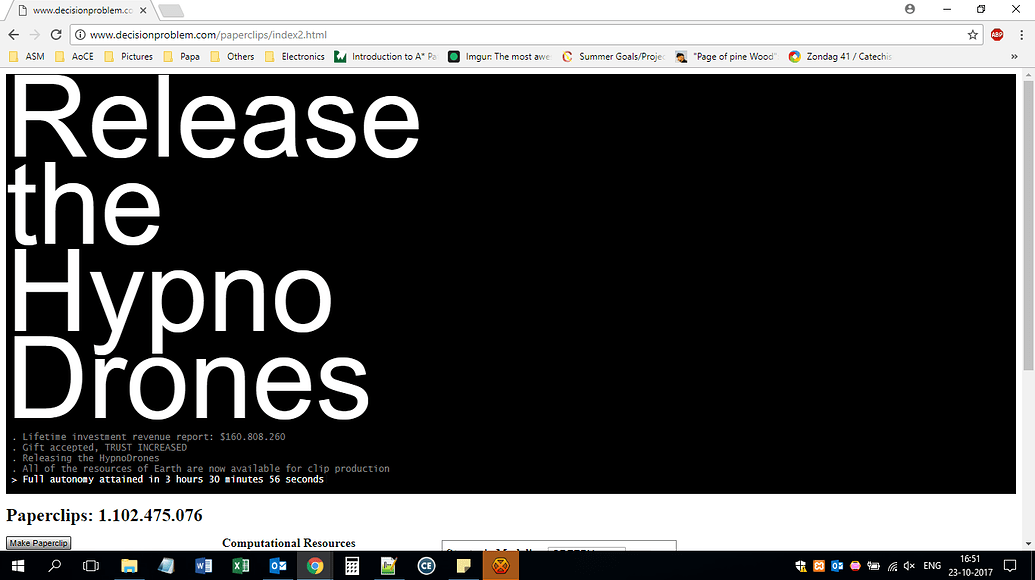 www.decisionproblem.co
www.decisionproblem.com/paperclips/index2.html
ABP
ASM
AoCE
Pictures
Papa
Others
Electronics
Introduction to A* Pa
Imgur: The most awe
Summer Goals/Projec
"Page of pine Wood"
Zondag 41 / Catechis
»
Release
the
Hypno
Drones
. Lifetime investment revenue report: $160.808.260
. Gift accepted, TRUST INCREASED
. Releasing the HypnoDrones
. All of the resources of Earth are now available for clip production
> Full autonomy attained in 3 hours 30 minutes 56 seconds
Paperclips: 1.102.475.076
Make Paperclip
Computational Resources
CE
ENG
16:51
23-10-2017